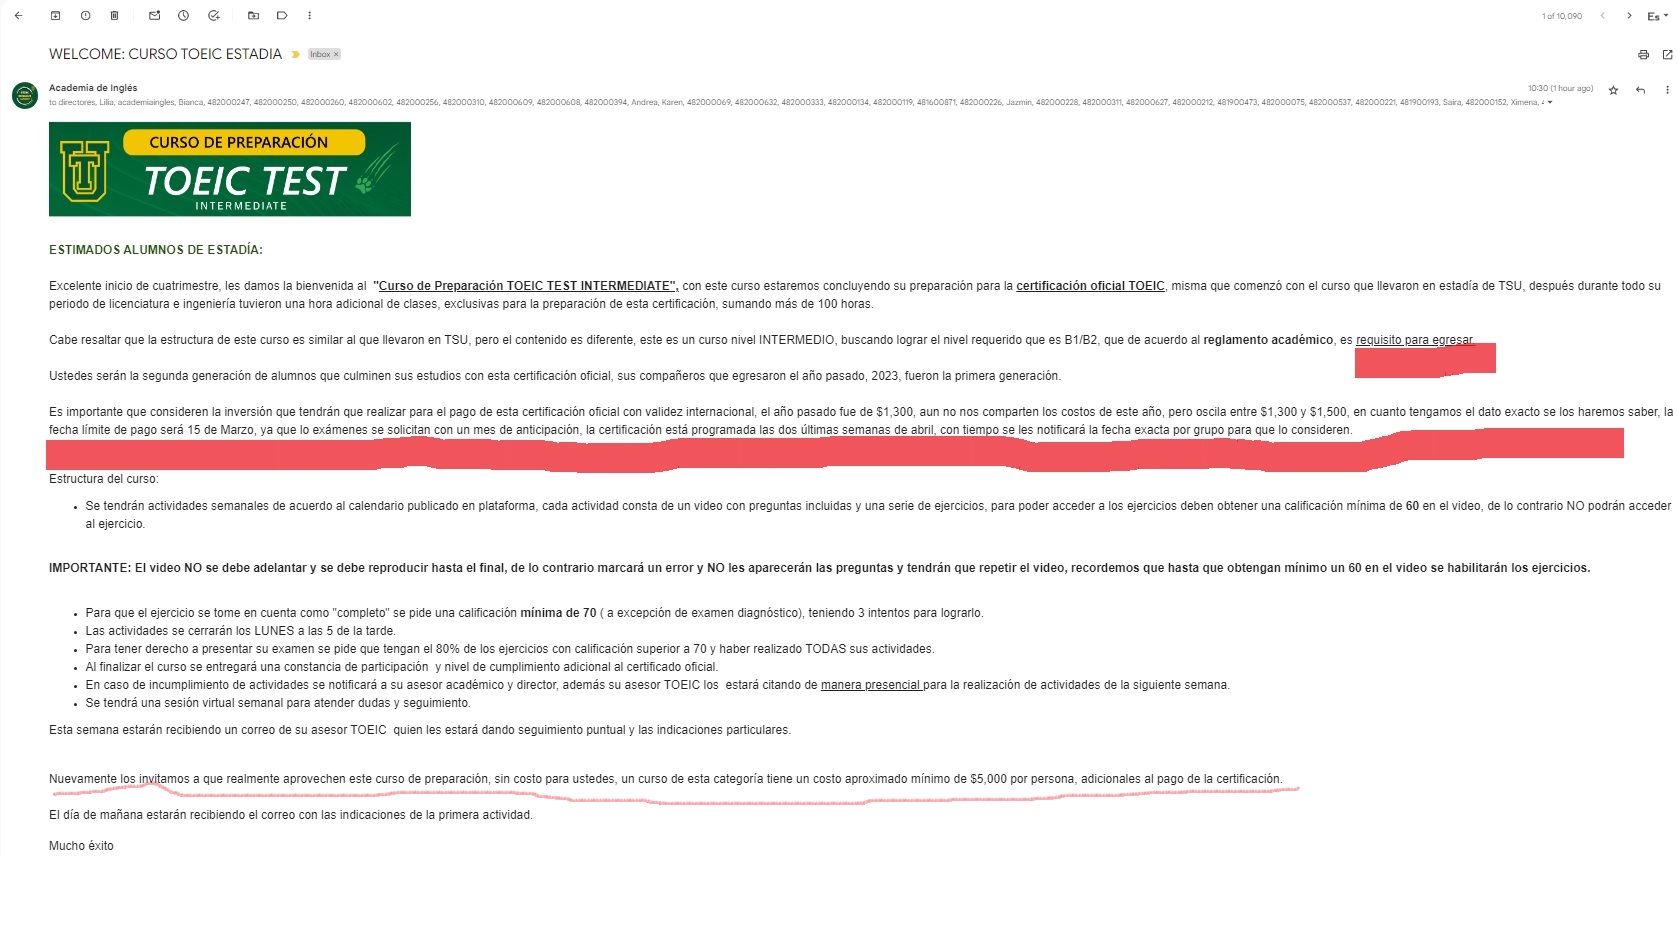 1 of 10,090
Es
WELCOME: CURSO TOEIC ESTADIA
Inbox ×
Academia de Inglés
10:30 (1 hour ago)
to directores, Lilia, academiaingles, Bianca, 482000247, 482000250, 482000260, 482000602, 482000256, 482000310, 482000609, 482000608, 482000394, Andrea, Karen, 482000069, 482000632, 482000333, 482000134, 482000119, 481600871, 482000226, Jazmin, 482000228, 482000311, 482000627, 482000212, 481900473, 482000075, 482000537, 482000221, 481900193, Saira, 482000152, Ximena,
CURSO DE PREPARACIÓN
TOEIC TEST
INTERMEDIATE
ESTIMADOS ALUMNOS DE ESTADÍA:
Excelente inicio de cuatrimestre, les damos la bienvenida al "Curso de Preparación TOEIC TEST INTERMEDIATE", con este curso estaremos concluyendo su preparación para la certificación oficial TOEIC, misma que comenzó con el curso que llevaron en estadía de TSU, después durante todo su
periodo de licenciatura e ingeniería tuvieron una hora adicional de clases, exclusivas para la preparación de esta certificación, sumando más de 100 horas.
Cabe resaltar que la estructura de este curso es similar al que llevaron en TSU, pero el contenido es diferente, este es un curso nivel INTERMEDIO, buscando lograr el nivel requerido que es B1/B2, que de acuerdo al reglamento académico, es requisito para egresar.
Ustedes serán la segunda generación de alumnos que culminen sus estudios con esta certificación oficial, sus compañeros que egresaron el año pasado, 2023, fueron la primera generación.
Es importante que consideren la inversión que tendrán que realizar para el pago de esta certificación oficial con validez internacional, el año pasado fue de $1,300, aun no nos comparten los costos de este año, pero oscila entre $1,300 y $1,500, en cuanto tengamos el dato exacto se los haremos saber, la
fecha límite de pago será 15 de Marzo, ya que lo exámenes se solicitan con un mes de anticipación, la certificación está programada las dos últimas semanas de abril, con tiempo se les notificará la fecha exacta por grupo para que lo consideren.
Estructura del curso:
• Se tendrán actividades semanales de acuerdo al calendario publicado en plataforma, cada actividad consta de un video con preguntas incluidas y una serie de ejercicios, para poder acceder a los ejercicios deben obtener una calificación mínima de 60 en el video, de lo contrario NO podrán acceder
al ejercicio.
IMPORTANTE: El video NO se debe adelantar y se debe reproducir hasta el final, de lo contrario marcará un error y NO les aparecerán las preguntas y tendrán que repetir el video, recordemos que hasta que obtengan mínimo un 60 en el video se habilitarán los ejercicios.
• Para que el ejercicio se tome en cuenta como "completo" se pide una calificación mínima de 70 ( a excepción de examen diagnóstico), teniendo 3 intentos para lograrlo.
• Las actividades se cerrarán los LUNES a las 5 de la tarde.
• Para tener derecho a presentar su examen se pide que tengan el 80% de los ejercicios con calificación superior a 70 y haber realizado TODAS sus actividades.
• Al finalizar el curso se entregará una constancia de participación y nivel de cumplimiento adicional al certificado oficial.
• En caso de incumplimiento de actividades se notificará a su asesor académico y director, además su asesor TOEIC los estará citando de manera presencial para la realización de actividades de la siguiente semana.
• Se tendrá una sesión virtual semanal para atender dudas y seguimiento.
Esta semana estarán recibiendo un correo de su asesor TOEIC quien les estará dando seguimiento puntual y las indicaciones particulares.
Nuevamente los invitamos a que realmente aprovechen este curso de preparación, sin costo para ustedes, un curso de esta categoría tiene un costo aproximado mínimo de $5,000 por persona, adicionales al pago de la certificación.
El día de mañana estarán recibiendo el correo con las indicaciones de la primera actividad.
Mucho éxito